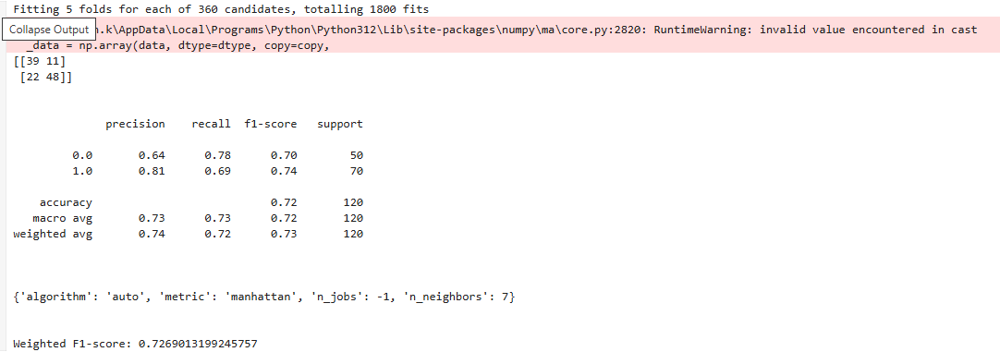 Fitting 5 folds for each of 360 candidates, totalling 1800 fits
Collapse Output
n.k\AppData\Local\Programs\Python\Python312\Lib\site-packages\numpy\ma\core.py:2820: RuntimeWarning: invalid value encountered in cast
_data = np.array(data, dtype=dtype, copy=copy,
[[39 11]
[22 48]]
precision recall f1-score support
0.0 0.64 0.78 0.70 50
1.0 0.81 0.69 0.74 70
accuracy 0.72 120
macro avg 0.73 0.73 0.72 120
weighted avg 0.74 0.72 0.73 120
{'algorithm': 'auto', 'metric': 'manhattan', 'n_jobs': -1, 'n_neighbors': 7}
Weighted F1-score: 0.7269013199245757